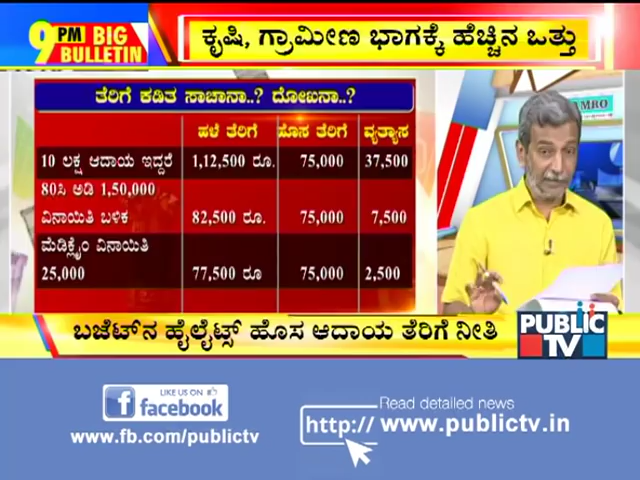 9 PM BIG BULLETIN
ಕೃಷಿ, ಗ್ರಾಮೀಣ ಭಾಗಕ್ಕೆ ಹೆಚ್ಚಿನ ಒತ್ತು
ತೆರಿಗೆ ಕಡಿತ ಸಾಚಾನಾ..? ದೋಖನಾ..?
ಹಳೆ ತೆರಿಗೆ ಹೊಸ ತೆರಿಗೆ ವ್ಯತ್ಯಾಸ
10 ಲಕ್ಷ ಆದಾಯ ಇದ್ದರೆ 1,12,500 ರೂ. 75,000 37,500
80ಸಿ ಅಡಿ 1,50,000
ವಿನಾಯಿತಿ ಬಳಿಕ 82,500 ರೂ. 75,000 7,500
ಮೆಡಿಕ್ಲೈಂ ವಿನಾಯಿತಿ
25,000 77,500 ರೂ 75,000 2,500
ಬಜೆಟ್‌ನ ಹೈಲೈಟ್ಸ್ ಹೊಸ ಆದಾಯ ತೆರಿಗೆ ನೀತಿ
PUBLIC
TV
LIKE US ON
facebook
www.fb.com/publictv
Read detailed news
http:// www.publictv.in